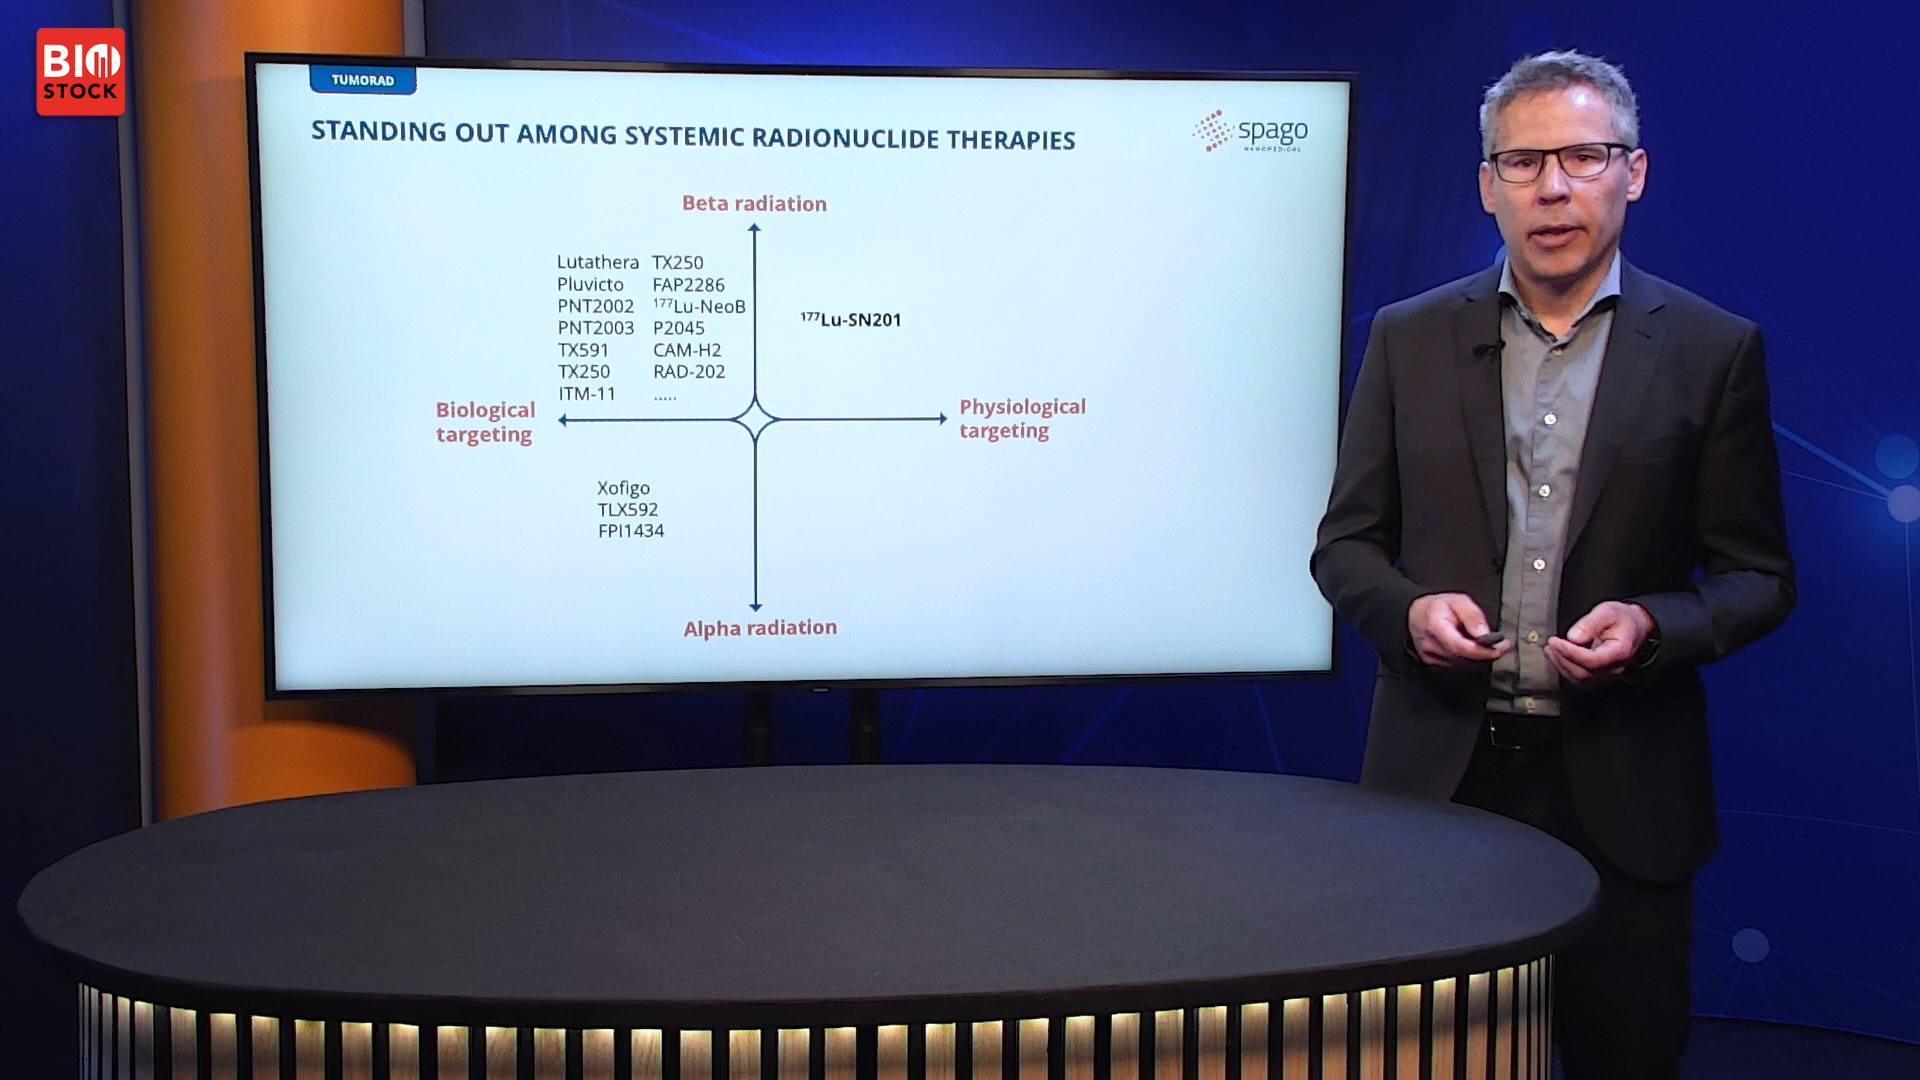 BIO
STOCK
TUMORAD
STANDING OUT AMONG SYSTEMIC RADIONUCLIDE THERAPIES
spago
NANOMEDICAL
Beta radiation
Lutathera TX250
Pluvicto FAP2286
PNT2002 ¹⁷⁷Lu-NeoB
PNT2003 P2045
TX591 CAM-H2
TX250 RAD-202
ITM-11 .....
¹⁷⁷Lu-SN201
Biological
targeting
Physiological
targeting
Xofigo
TLX592
FPI1434
Alpha radiation